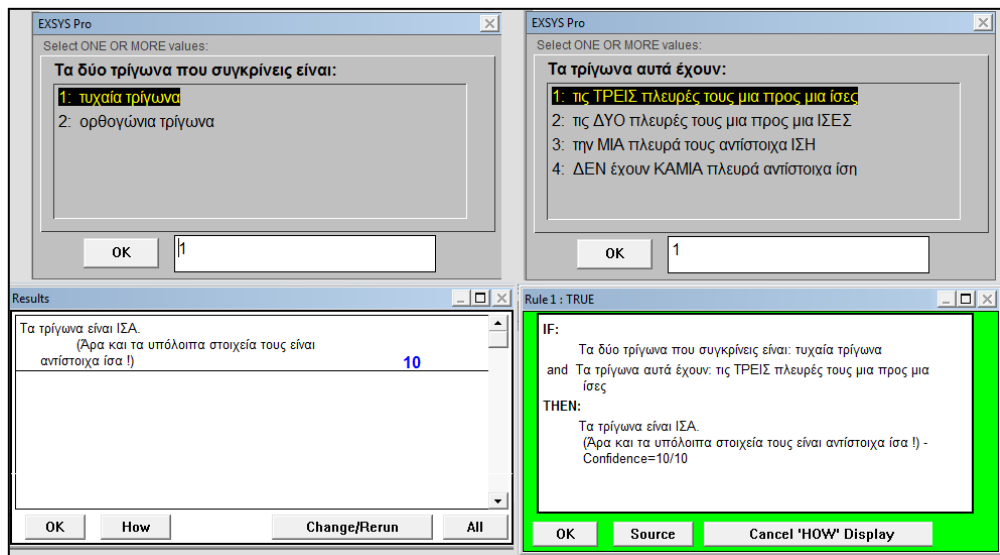 EXSYS Pro
Select ONE OR MORE values:
Τα δύο τρίγωνα που συγκρίνεις είναι:
1: τυχαία τρίγωνα
2: ορθογώνια τρίγωνα
OK
1
EXSYS Pro
Select ONE OR MORE values:
Τα τρίγωνα αυτά έχουν:
1: τις ΤΡΕΙΣ πλευρές τους μια προς μια ίσες
2: τις ΔΥΟ πλευρές τους μια προς μια ΙΣΕΣ
3: την ΜΙΑ πλευρά τους αντίστοιχα ΙΣΗ
4: ΔΕΝ έχουν ΚΑΜΙΑ πλευρά αντίστοιχα ίση
OK
1
Results
Τα τρίγωνα είναι ΙΣΑ.
(Άρα και τα υπόλοιπα στοιχεία τους είναι
αντίστοιχα ίσα !) 10
OK How Change/Rerun All
Rule 1 : TRUE
IF:
Τα δύο τρίγωνα που συγκρίνεις είναι: τυχαία τρίγωνα
and Τα τρίγωνα αυτά έχουν: τις ΤΡΕΙΣ πλευρές τους μια προς μια
ίσες
THEN:
Τα τρίγωνα είναι ΙΣΑ.
(Άρα και τα υπόλοιπα στοιχεία τους είναι αντίστοιχα ίσα !) -
Confidence=10/10
OK Source Cancel 'HOW' Display